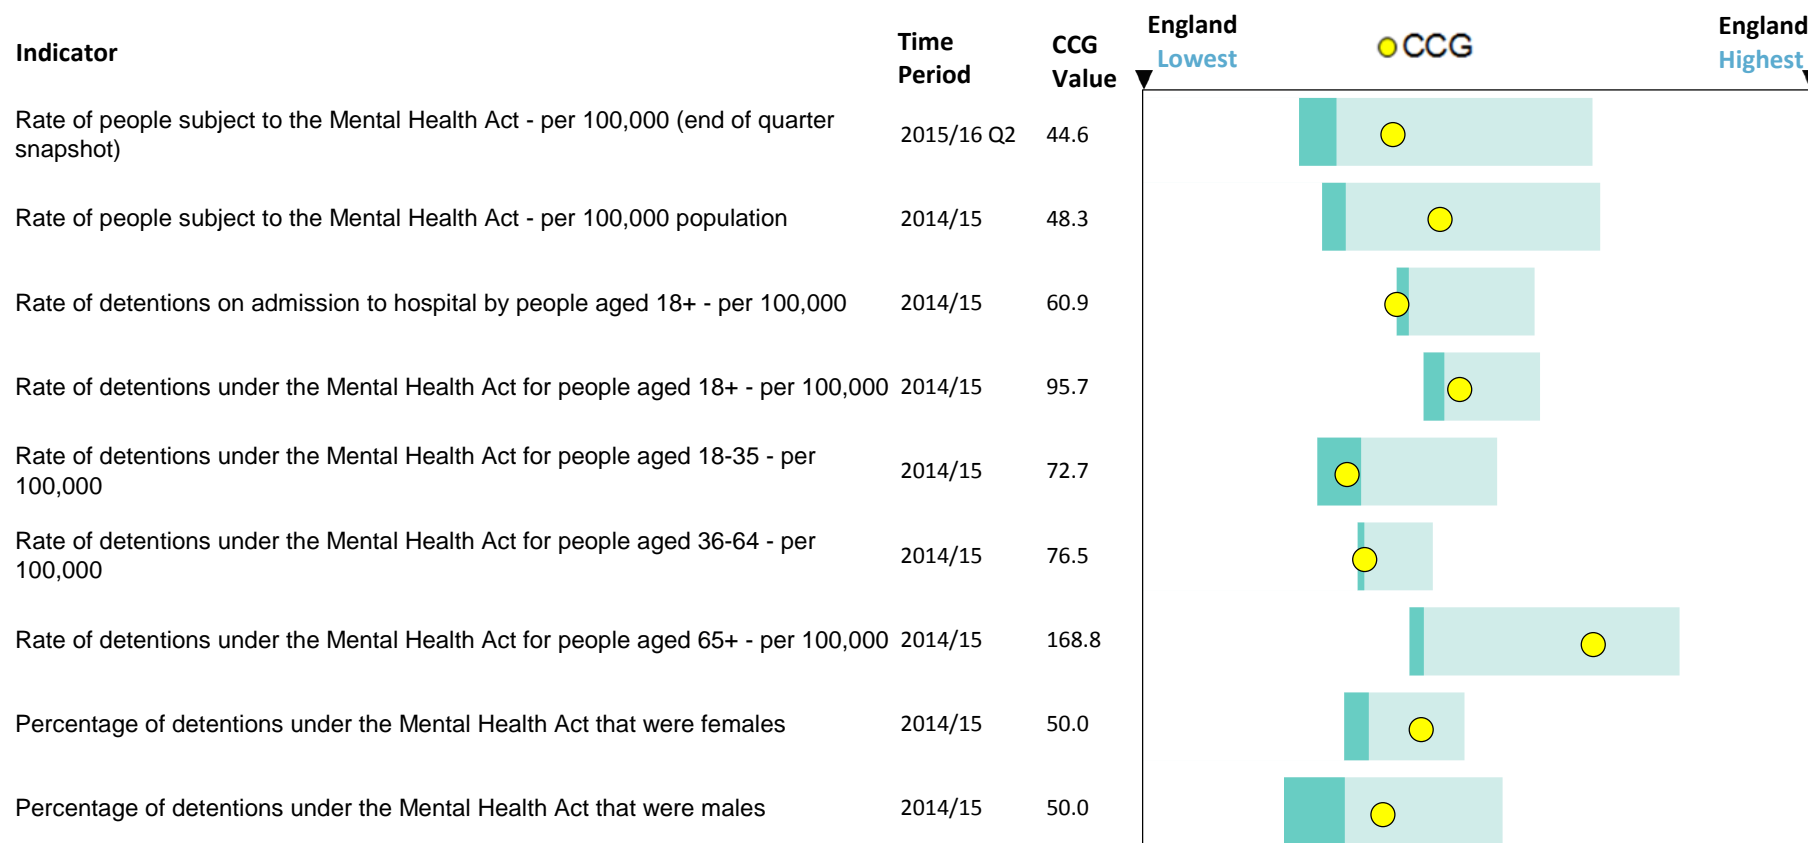 Indicator
Time Period
CCG Value
England Lowest
CCG
England Highest
Rate of people subject to the Mental Health Act - per 100,000 (end of quarter
snapshot)
2015/16 Q2
44.6
Rate of people subject to the Mental Health Act - per 100,000 population
2014/15
48.3
Rate of detentions on admission to hospital by people aged 18+ - per 100,000
2014/15
60.9
Rate of detentions under the Mental Health Act for people aged 18+ - per 100,000
2014/15
95.7
Rate of detentions under the Mental Health Act for people aged 18-35 - per
100,000
2014/15
72.7
Rate of detentions under the Mental Health Act for people aged 36-64 - per
100,000
2014/15
76.5
Rate of detentions under the Mental Health Act for people aged 65+ - per 100,000
2014/15
168.8
Percentage of detentions under the Mental Health Act that were females
2014/15
50.0
Percentage of detentions under the Mental Health Act that were males
2014/15
50.0